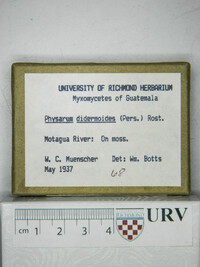 UNIVERSITY OF RICHMOND HERBARIUM
Myxomycetes of Guatemala
Physarum didermoides (Pers.) Rost.
Motagua River: On moss.
W. C. Muenscher Det: Wm. Botts
May 1937
68
cm 1 2 3 4
URV